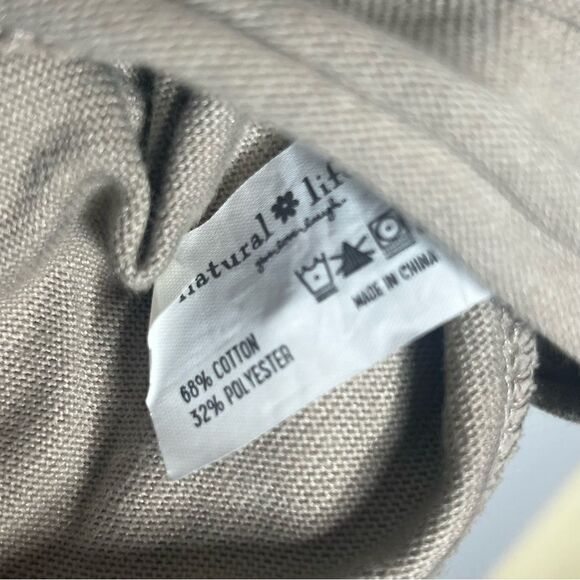 natural life
68% COTTON
32% POLYESTER
MADE IN CHINA